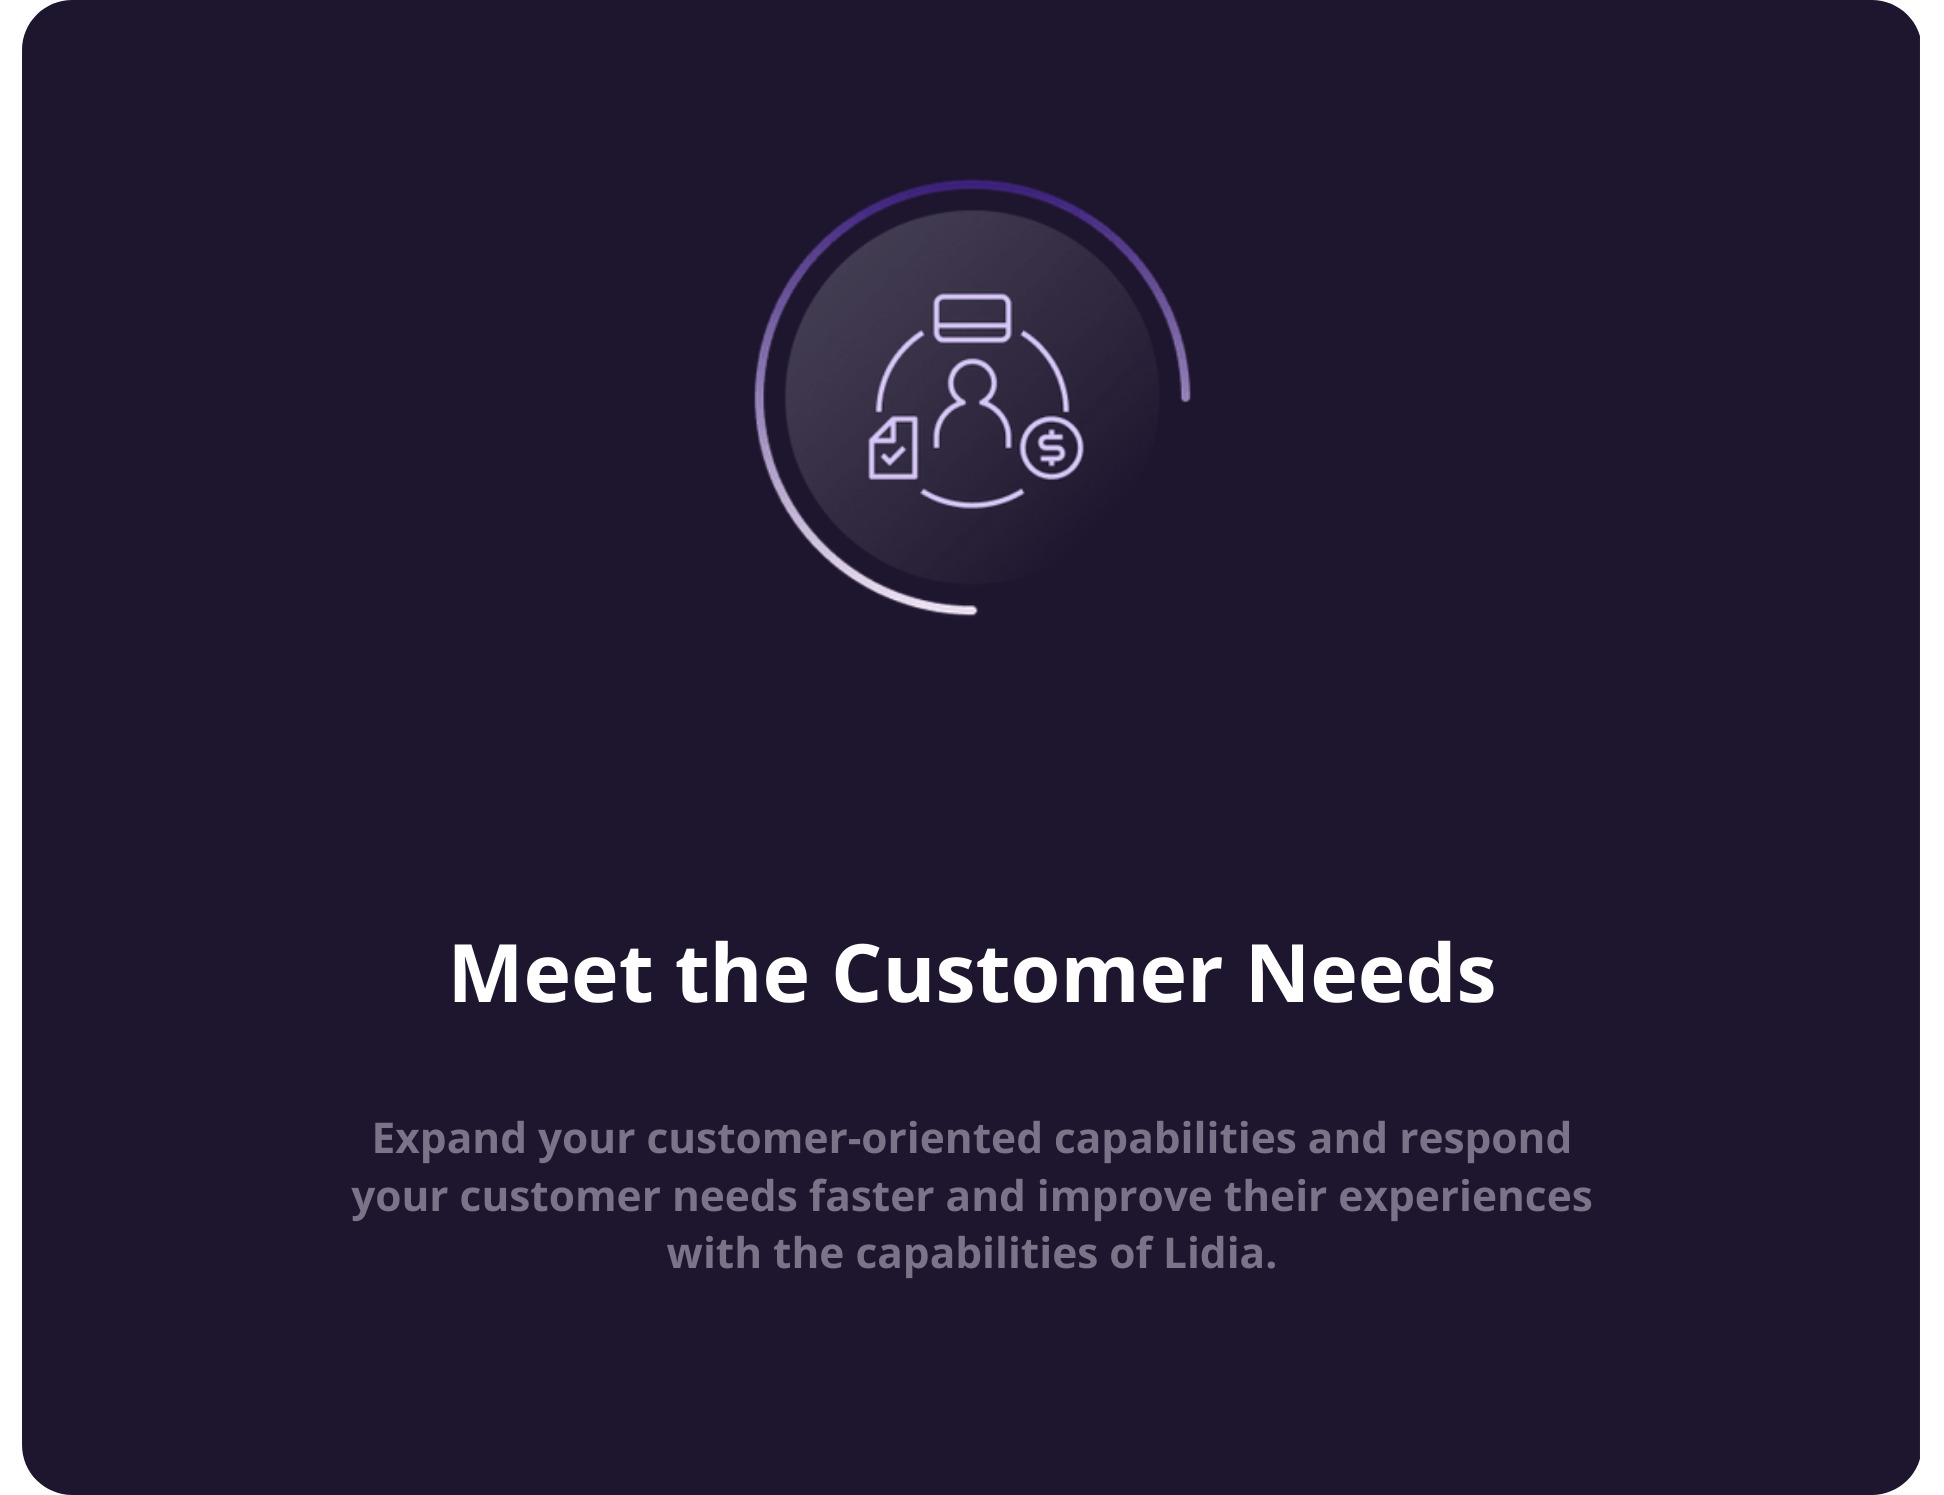 Meet the Customer Needs
Expand your customer-oriented capabilities and respond
your customer needs faster and improve their experiences
with the capabilities of Lidia.